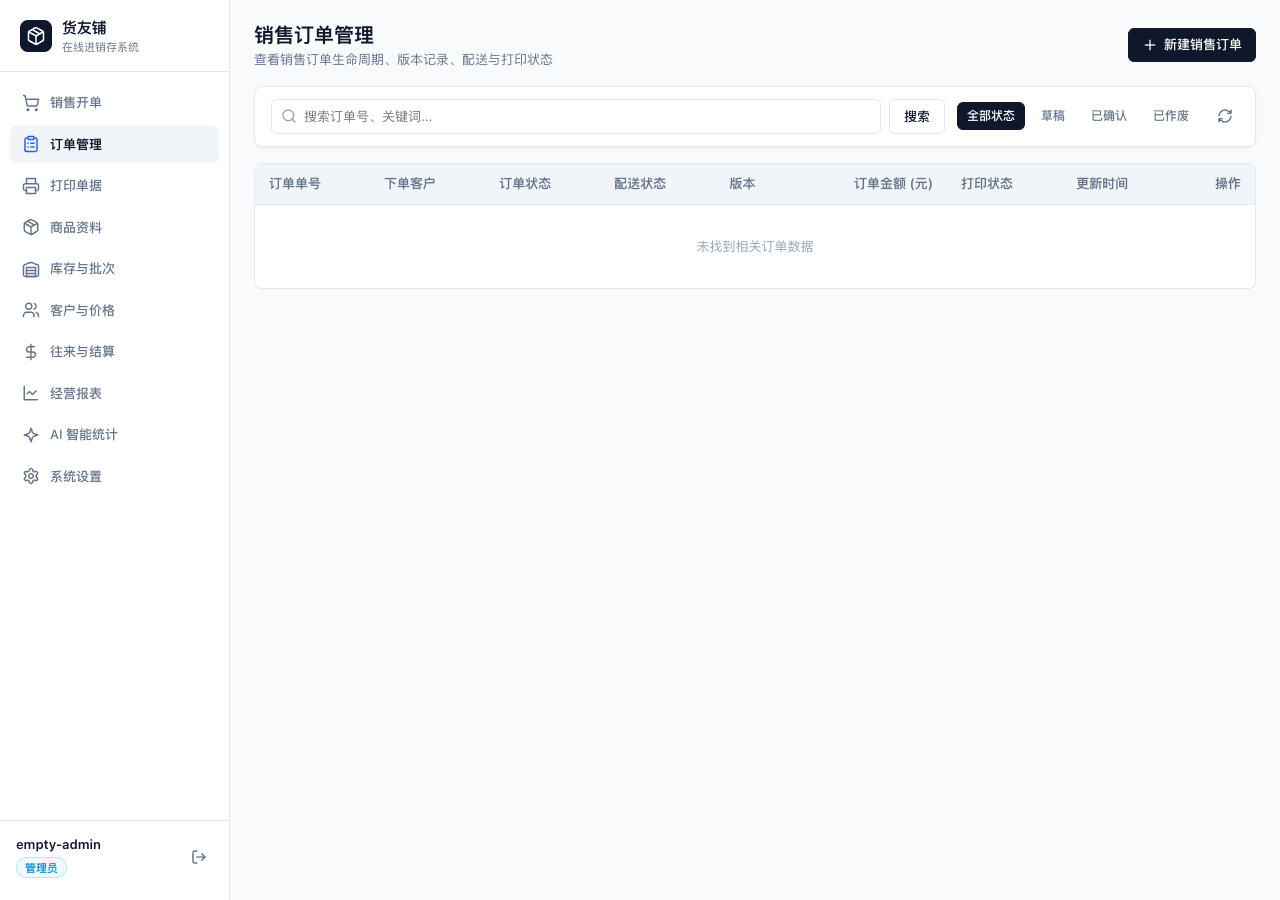 货友铺
在线进销存系统
销售开单
订单管理
打印单据
商品资料
库存与批次
客户与价格
往来与结算
经营报表
AI 智能统计
系统设置
empty-admin
管理员
销售订单管理
查看销售订单生命周期、版本记录、配送与打印状态
新建销售订单
搜索订单号、关键词... 搜索 全部状态 草稿 已确认 已作废
订单单号 下单客户 订单状态 配送状态 版本 订单金额 (元) 打印状态 更新时间 操作
未找到相关订单数据